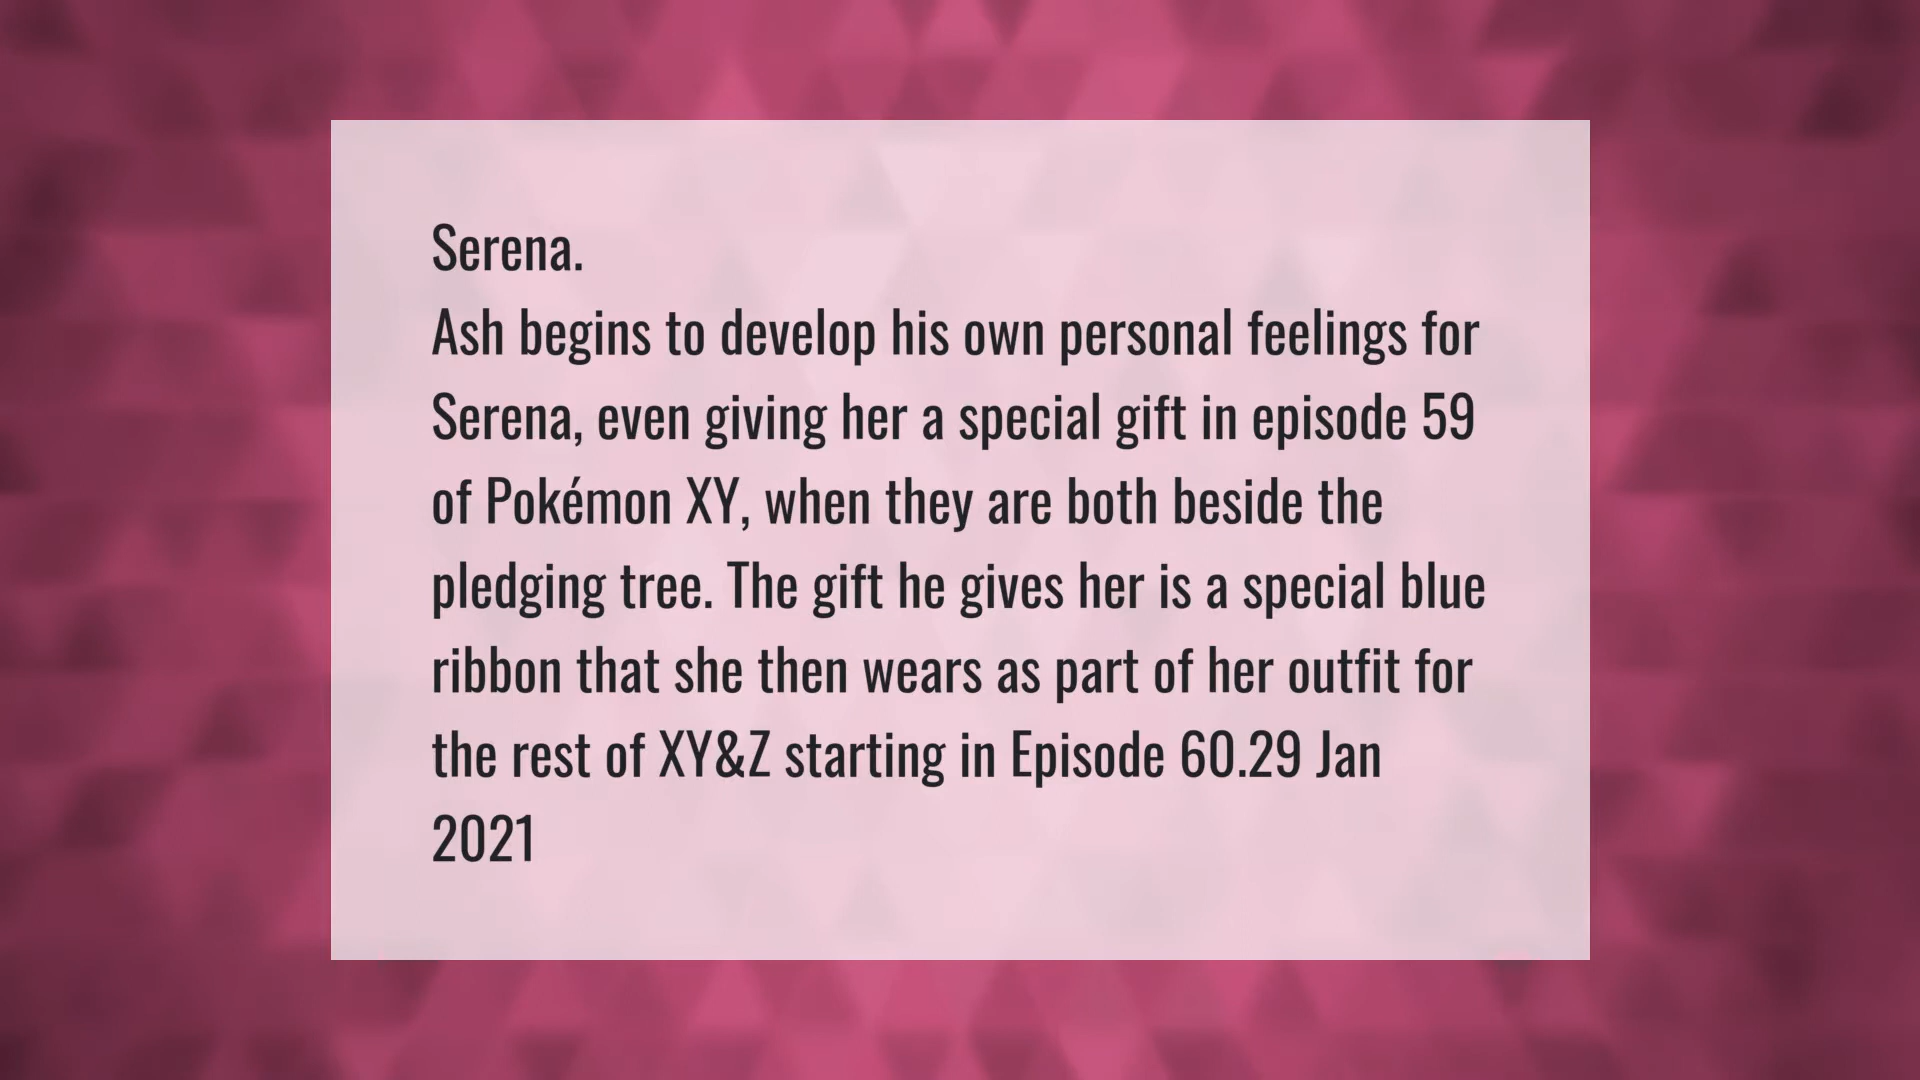 Serena.
Ash begins to develop his own personal feelings for
Serena, even giving her a special gift in episode 59
of Pokémon XY, when they are both beside the
pledging tree. The gift he gives her is a special blue
ribbon that she then wears as part of her outfit for
the rest of XY&Z starting in Episode 60.29 Jan
2021